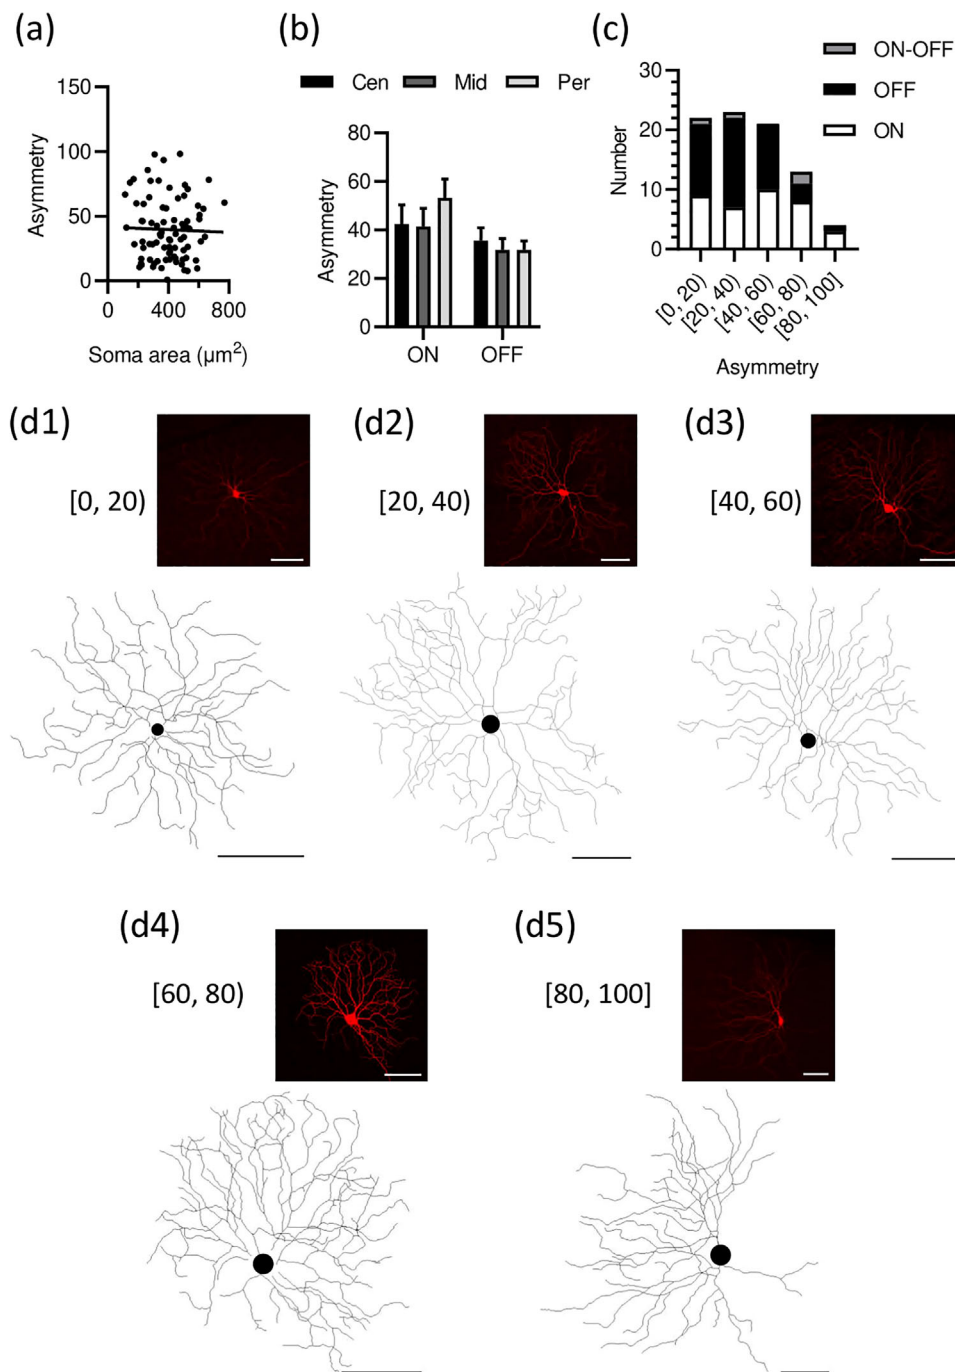 (a)
150
100
50
0
Asymmetry
0 400 800
Soma area (µm²)
(b)
Cen Mid Per
80
60
40
20
0
Asymmetry
ON OFF
(c)
ON-OFF
OFF
ON
30
20
10
0
Number
[0, 20)
[20, 40)
[40, 60)
[60, 80)
[80, 100]
Asymmetry
(d1)
[0, 20)
(d2)
[20, 40)
(d3)
[40, 60)
(d4)
[60, 80)
(d5)
[80, 100]